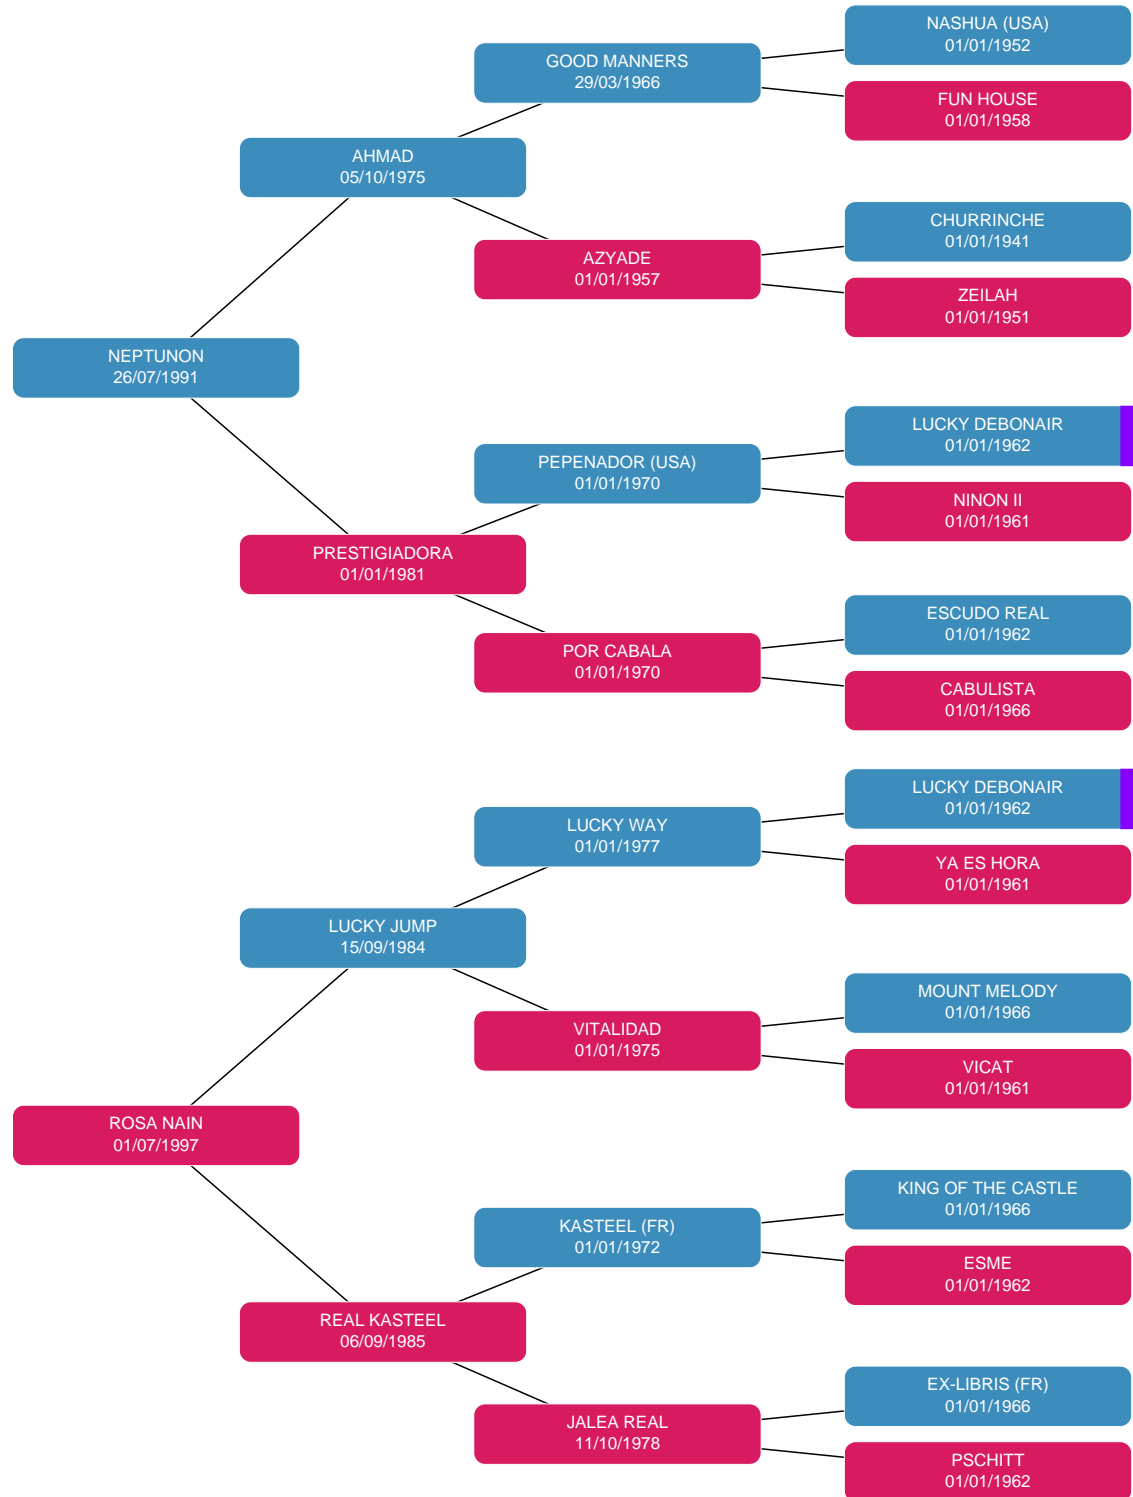 NASHUA (USA)
01/01/1952
GOOD MANNERS
29/03/1966
FUN HOUSE
01/01/1958
AHMAD
05/10/1975
CHURRINCHE
01/01/1941
AZYADE
01/01/1957
ZEILAH
01/01/1951
NEPTUNON
26/07/1991
LUCKY DEBONAIR
01/01/1962
PEPENADOR (USA)
01/01/1970
NINON II
01/01/1961
PRESTIGIADORA
01/01/1981
ESCUDO REAL
01/01/1962
POR CABALA
01/01/1970
CABULISTA
01/01/1966
LUCKY DEBONAIR
01/01/1962
LUCKY WAY
01/01/1977
YA ES HORA
01/01/1961
LUCKY JUMP
15/09/1984
MOUNT MELODY
01/01/1966
VITALIDAD
01/01/1975
VICAT
01/01/1961
ROSA NAIN
01/07/1997
KING OF THE CASTLE
01/01/1966
KASTEEL (FR)
01/01/1972
ESME
01/01/1962
REAL KASTEEL
06/09/1985
EX-LIBRIS (FR)
01/01/1966
JALEA REAL
11/10/1978
PSCHITT
01/01/1962